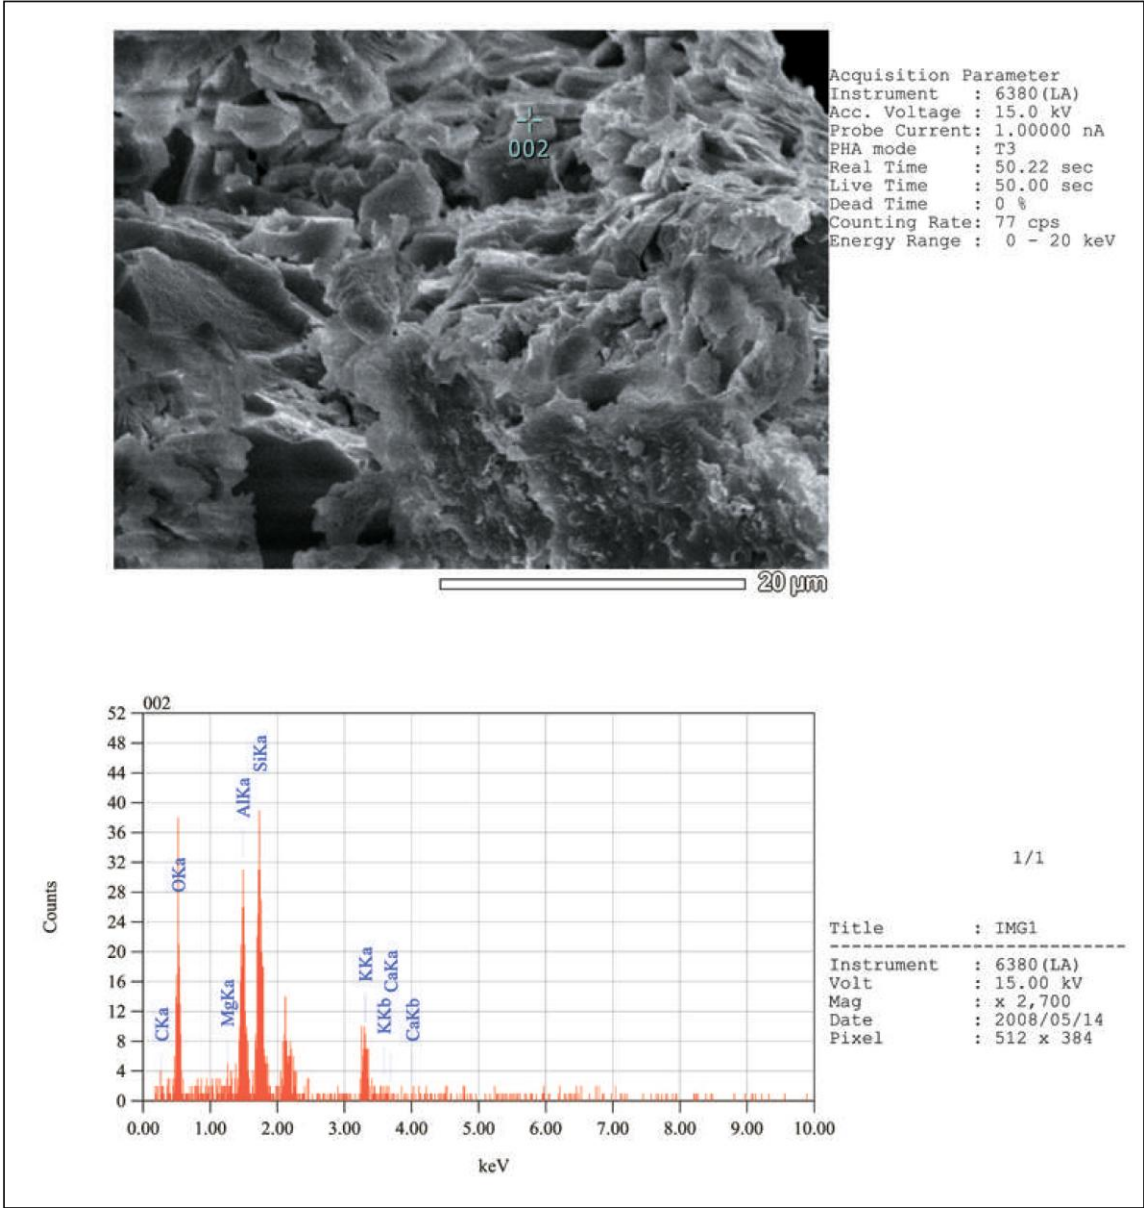 Acquisition Parameter
Instrument : 6380(LA)
Acc. Voltage : 15.0 kV
Probe Current: 1.00000 nA
PHA mode : T3
Real Time : 50.22 sec
Live Time : 50.00 sec
Dead Time : 0 %
Counting Rate: 77 cps
Energy Range : 0 - 20 keV
002
20 µm
002
52
48
44
40
36
32
28
24
20
16
12
8
4
0
Counts
CKa
OKa
MgKa
AlKa
SiKa
KKa
KKb
CaKa
CaKb
0.00 1.00 2.00 3.00 4.00 5.00 6.00 7.00 8.00 9.00 10.00
keV
1/1
Title : IMG1
---------------------------
Instrument : 6380(LA)
Volt : 15.00 kV
Mag : x 2,700
Date : 2008/05/14
Pixel : 512 x 384